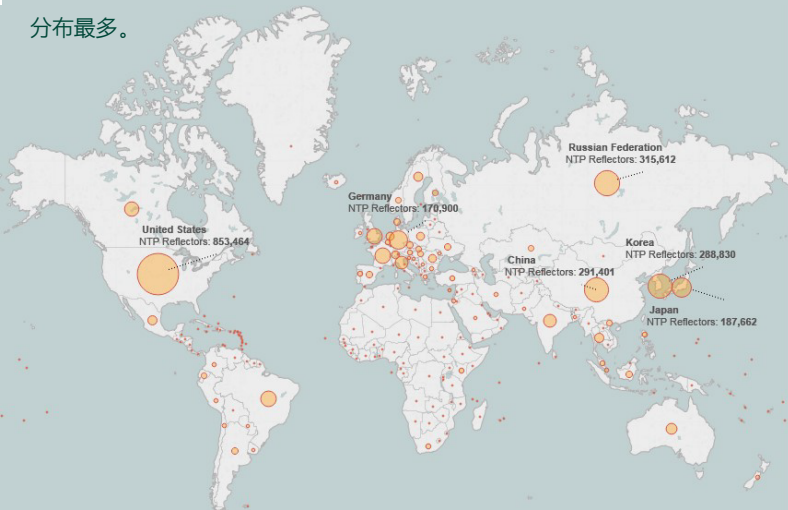 分布最多。
Russian Federation
NTP Reflectors: 315,612
Germany
NTP Reflectors: 170,900
United States
NTP Reflectors: 853,464
Korea
NTP Reflectors: 288,830
China
NTP Reflectors: 291,401
Japan
NTP Reflectors: 187,662